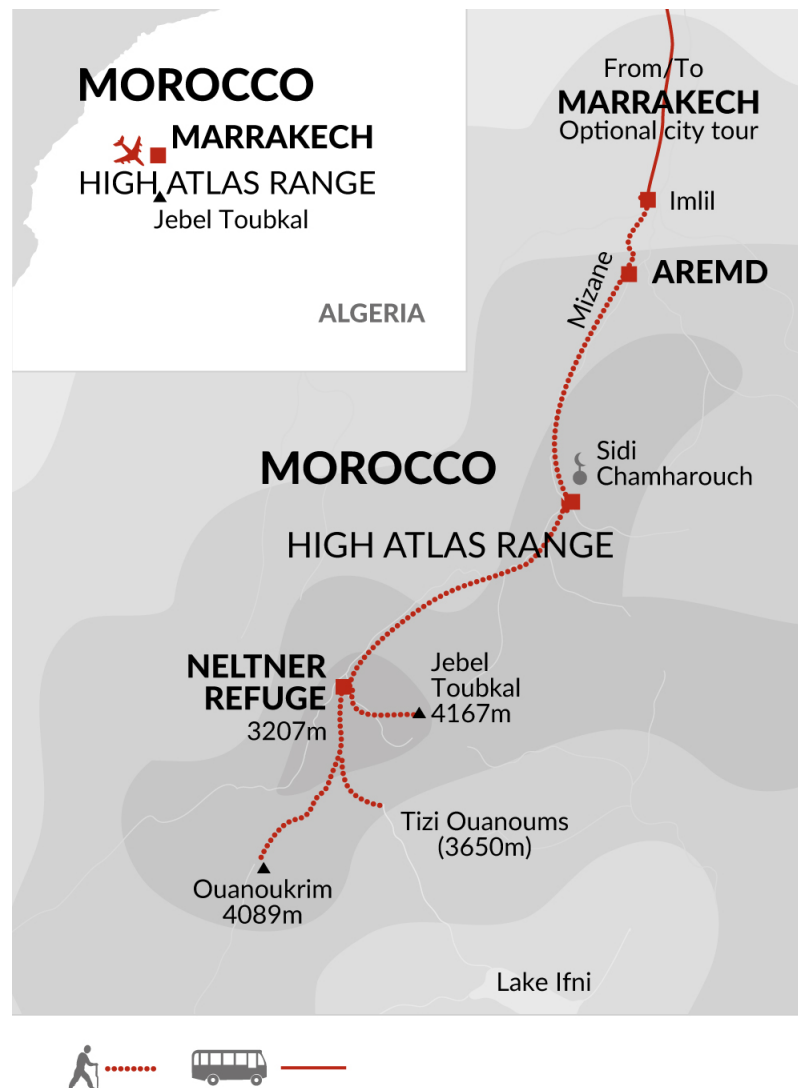 MOROCCO
MARRAKECH
HIGH ATLAS RANGE
Jebel Toubkal
ALGERIA
From/To
MARRAKECH
Optional city tour
Imlil
AREMD
Mizane
Sidi
Chamharouch
MOROCCO
HIGH ATLAS RANGE
NELTNER
REFUGE
3207m
Jebel
Toubkal
4167m
Tizi Ouanoums
(3650m)
Ouanoukrim
4089m
Lake Ifni